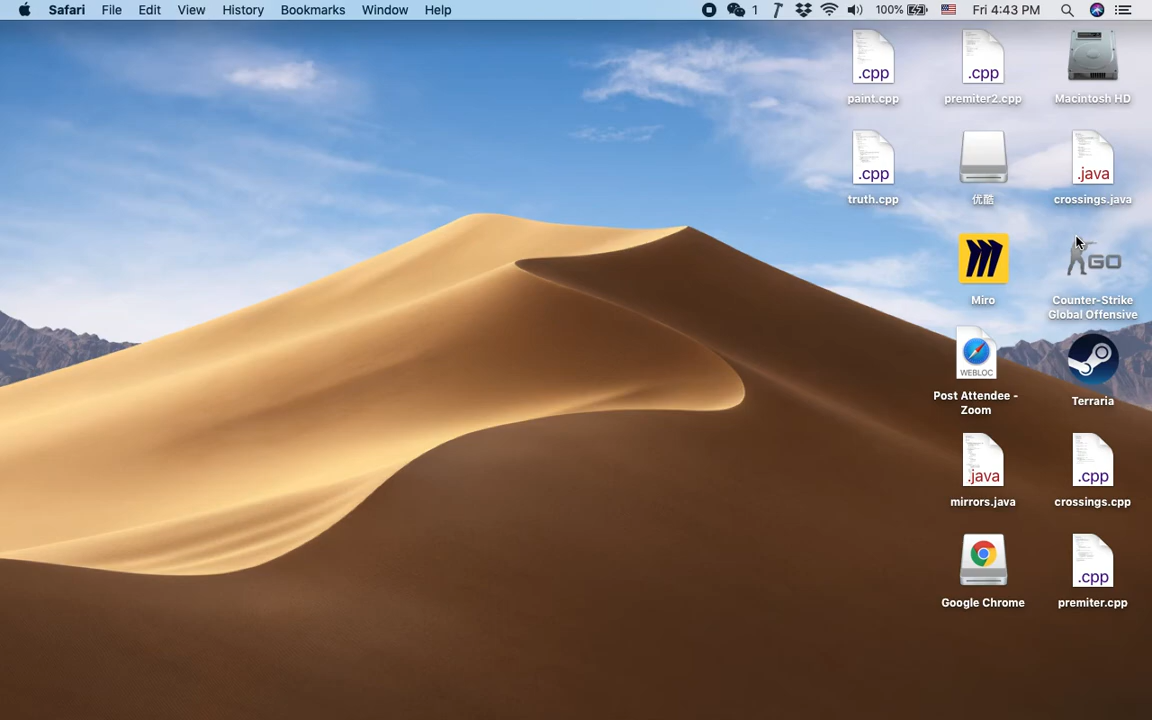 Safari File Edit View History Bookmarks Window Help 1 100% Fri 4:43 PM
.cpp
paint.cpp
.cpp
premiter2.cpp
Macintosh HD
.cpp
truth.cpp
优酷
.java
crossings.java
Miro
GO
Counter-Strike
Global Offensive
WEBLOC
Post Attendee -
Zoom
Terraria
.java
mirrors.java
.cpp
crossings.cpp
Google Chrome
.cpp
premiter.cpp